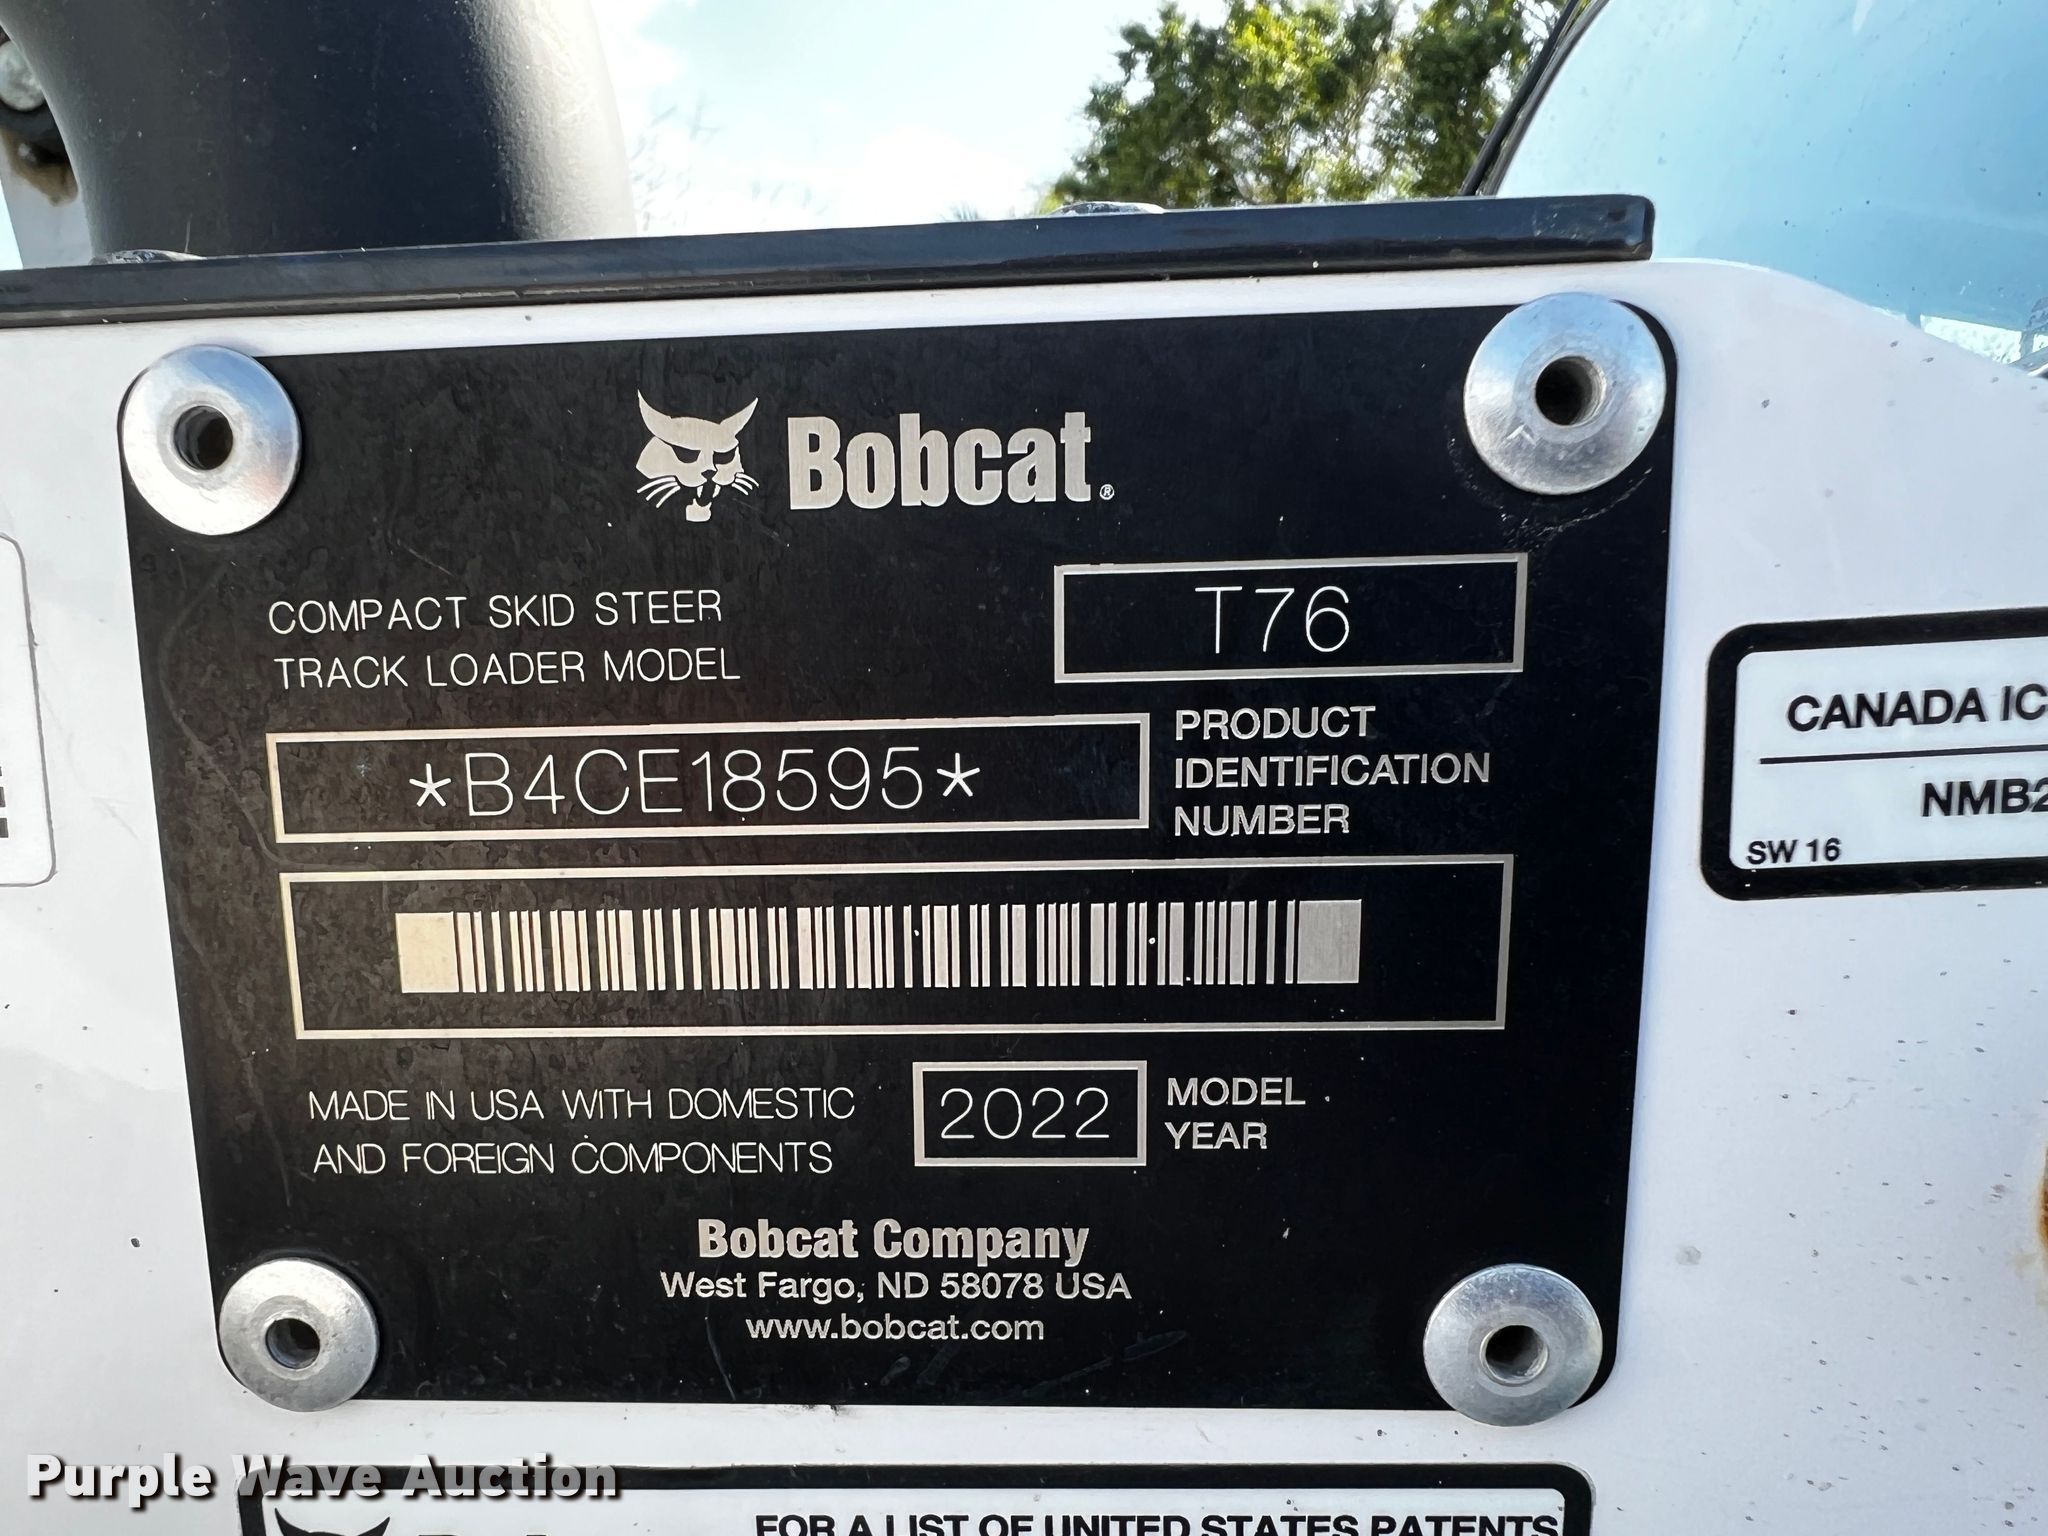 Bobcat®
COMPACT SKID STEER
TRACK LOADER MODEL
T76
*B4CE18595*
PRODUCT
IDENTIFICATION
NUMBER
MADE IN USA WITH DOMESTIC
AND FOREIGN COMPONENTS
2022
MODEL
YEAR
Bobcat Company
West Fargo, ND 58078 USA
www.bobcat.com
CANADA IC
NMB2
SW 16
FOR A LIST OF UNITED STATES PATENTS
Purple Wave Auction